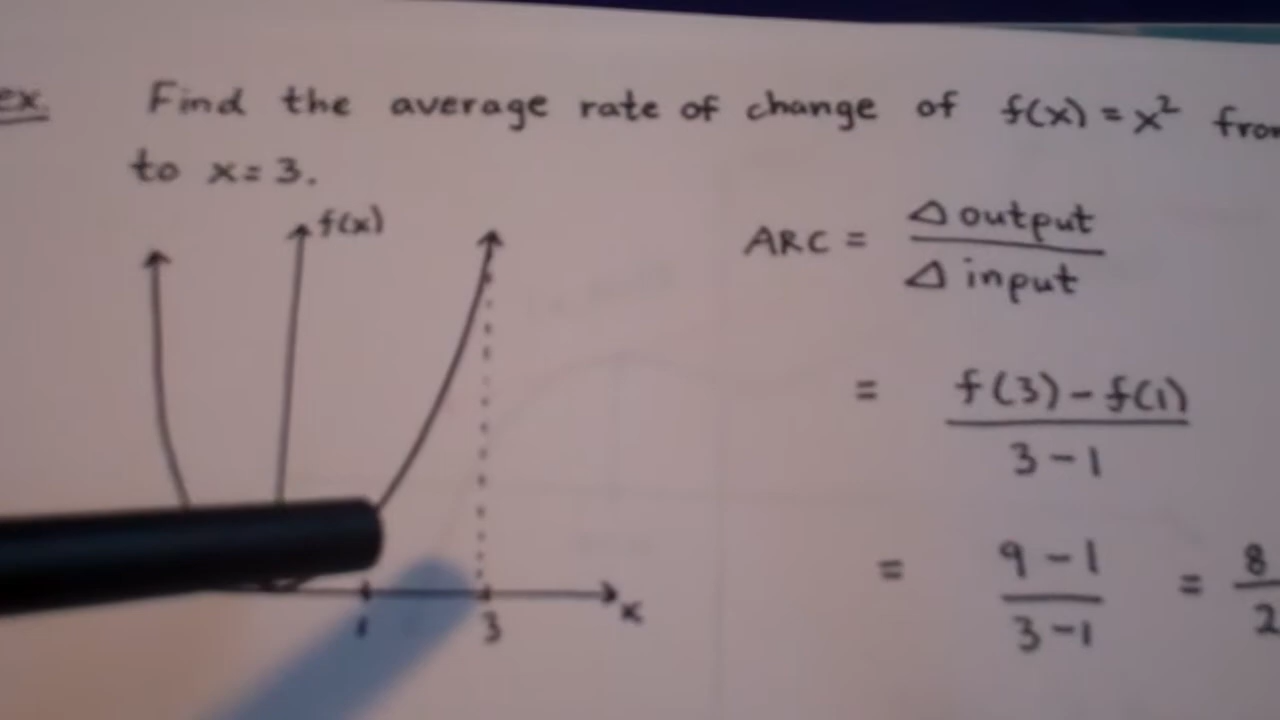 ex. Find the average rate of change of f(x) = x² from
to x = 3.
f(x)
ARC = Δ output
Δ input
= f(3) - f(1)
3 - 1
= 9 - 1 = 8
3 - 1 2
1 3 x